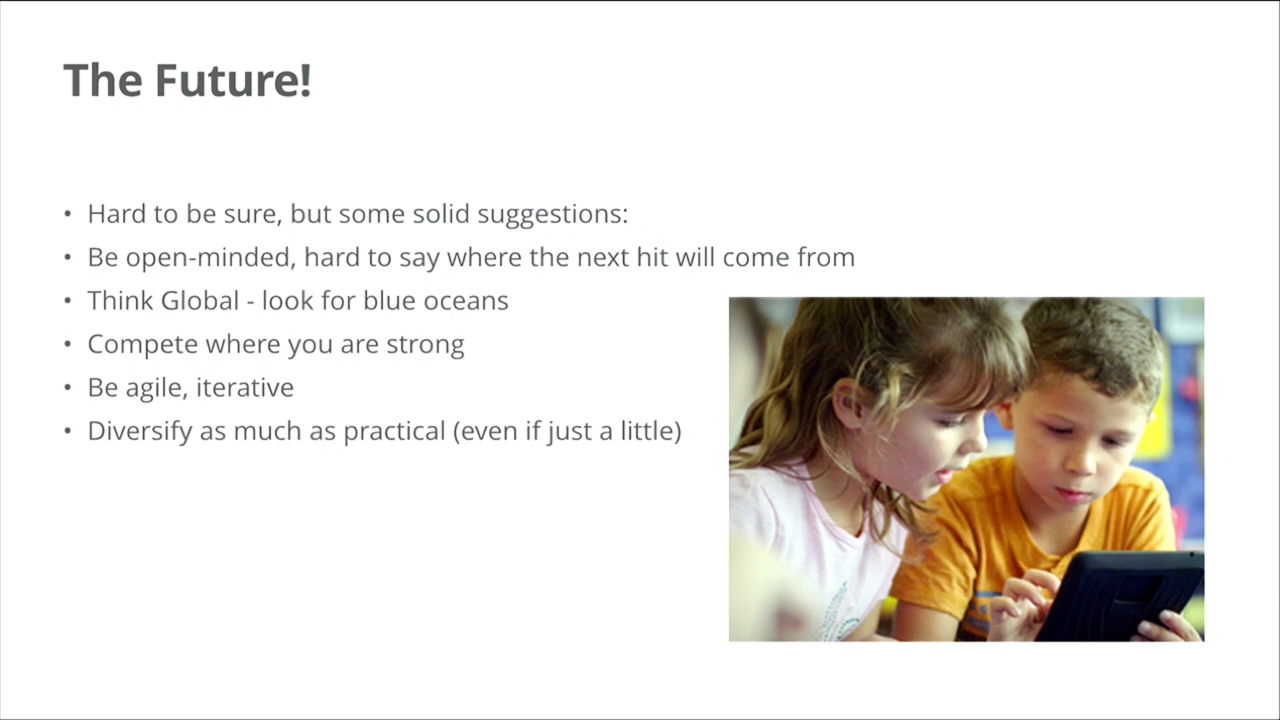 The Future!
• Hard to be sure, but some solid suggestions:
• Be open-minded, hard to say where the next hit will come from
• Think Global - look for blue oceans
• Compete where you are strong
• Be agile, iterative
• Diversify as much as practical (even if just a little)